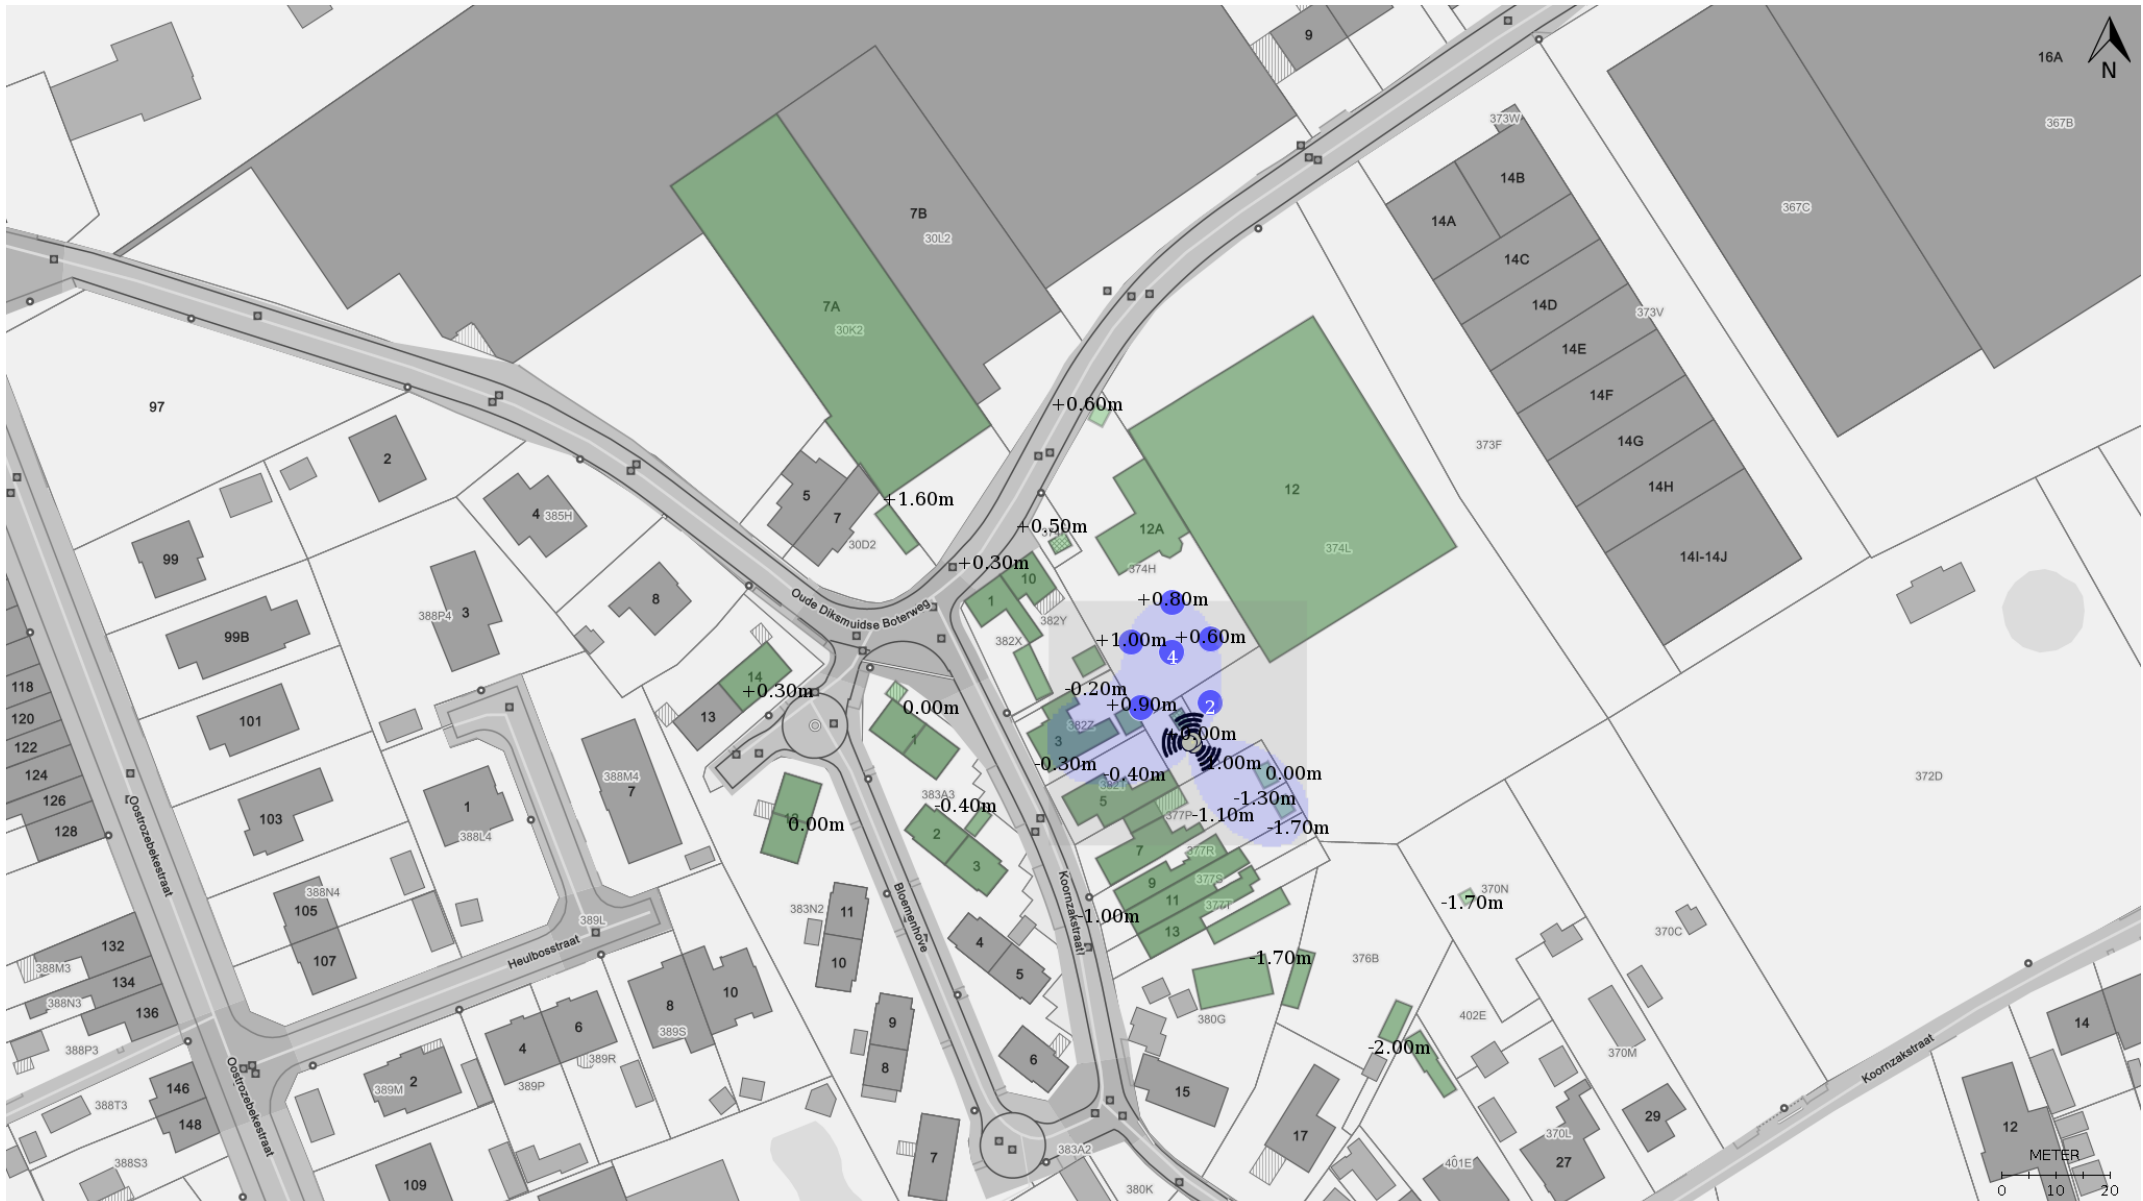 9
16A
N
367B
373W
14B
367C
14A
7B
30L2
14C
7A
14D
373V
30K2
14E
+0.60m
14F
97
14G
373F
2
14H
12
5
+1.60m
4
385H
7
+0.50m
12A
374L
14I-14J
99
30D2
+0.30m
374H
10
3
8
1
+0.80m
Oude Diksmuidse Boterweg
388P4
382Y
99B
382X
+1.00m
+0.60m
4
118
14
-0.20m
+0.30m
120
101
13
0.00m
+0.90m
2
382Z
122
1
3
124
388M4
-0.30m
7
-0.40m
1.00m
0.00m
372D
126
383A3
5
-1.30m
128
103
1
-0.40m
377P
-1.10m
0.00m
2
-1.70m
388L4
7
377R
Oostrozebekestraat
3
9
377S
388N4
11
377T
370N
105
383N2
11
-1.00m
-1.70m
389L
13
370C
132
4
Bloemenhove
Koornzakstraat
107
Heulbosstraat
10
5
-1.70m
376B
388M3
134
8
10
388N3
136
389S
380G
402E
9
14
6
4
388P3
389R
6
-2.00m
370M
Koornzakstraat
8
389M
2
389P
15
146
388T3
29
Oostrozebekestraat
148
17
12
370L
383A2
METER
7
388S3
401E
27
109
380K
0 10 20